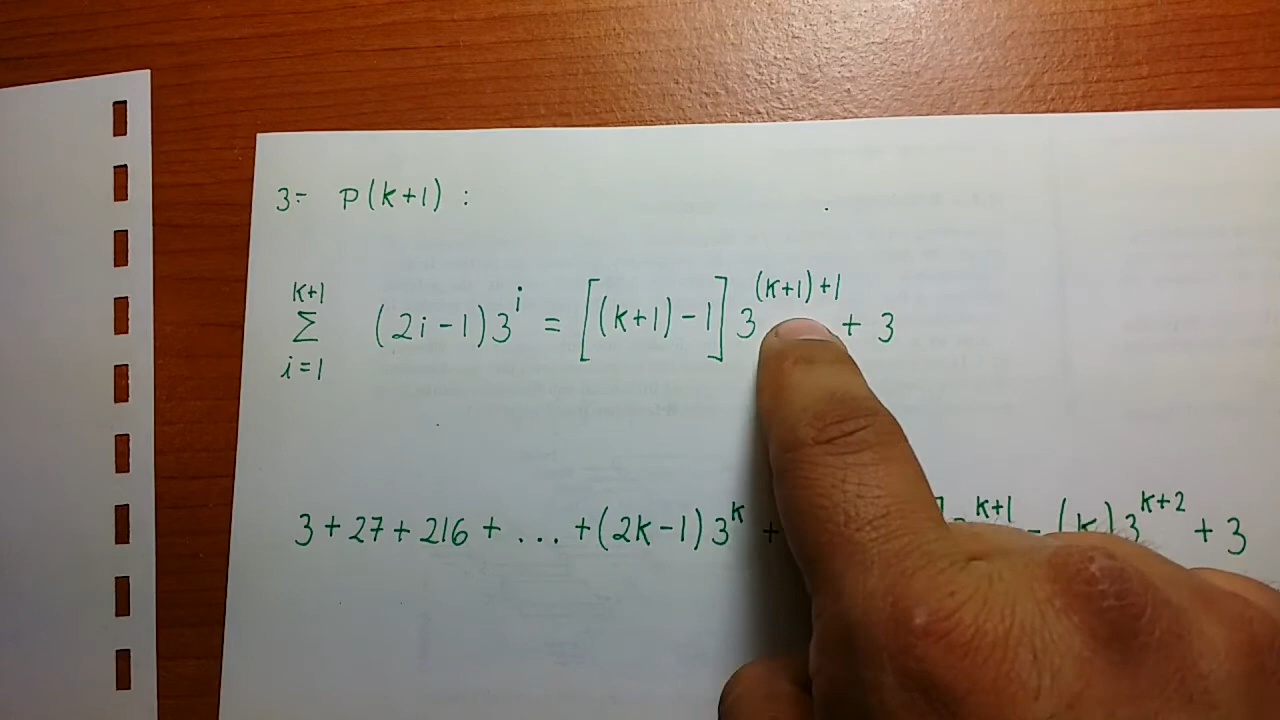 3- P(k+1) :
k+1
∑ (2i-1)3^i = [(k+1)-1] 3^(k+1)+1 + 3
i=1
3 + 27 + 216 + ... + (2k-1)3^k + ] 3^k+1 = (k)3^k+2 + 3